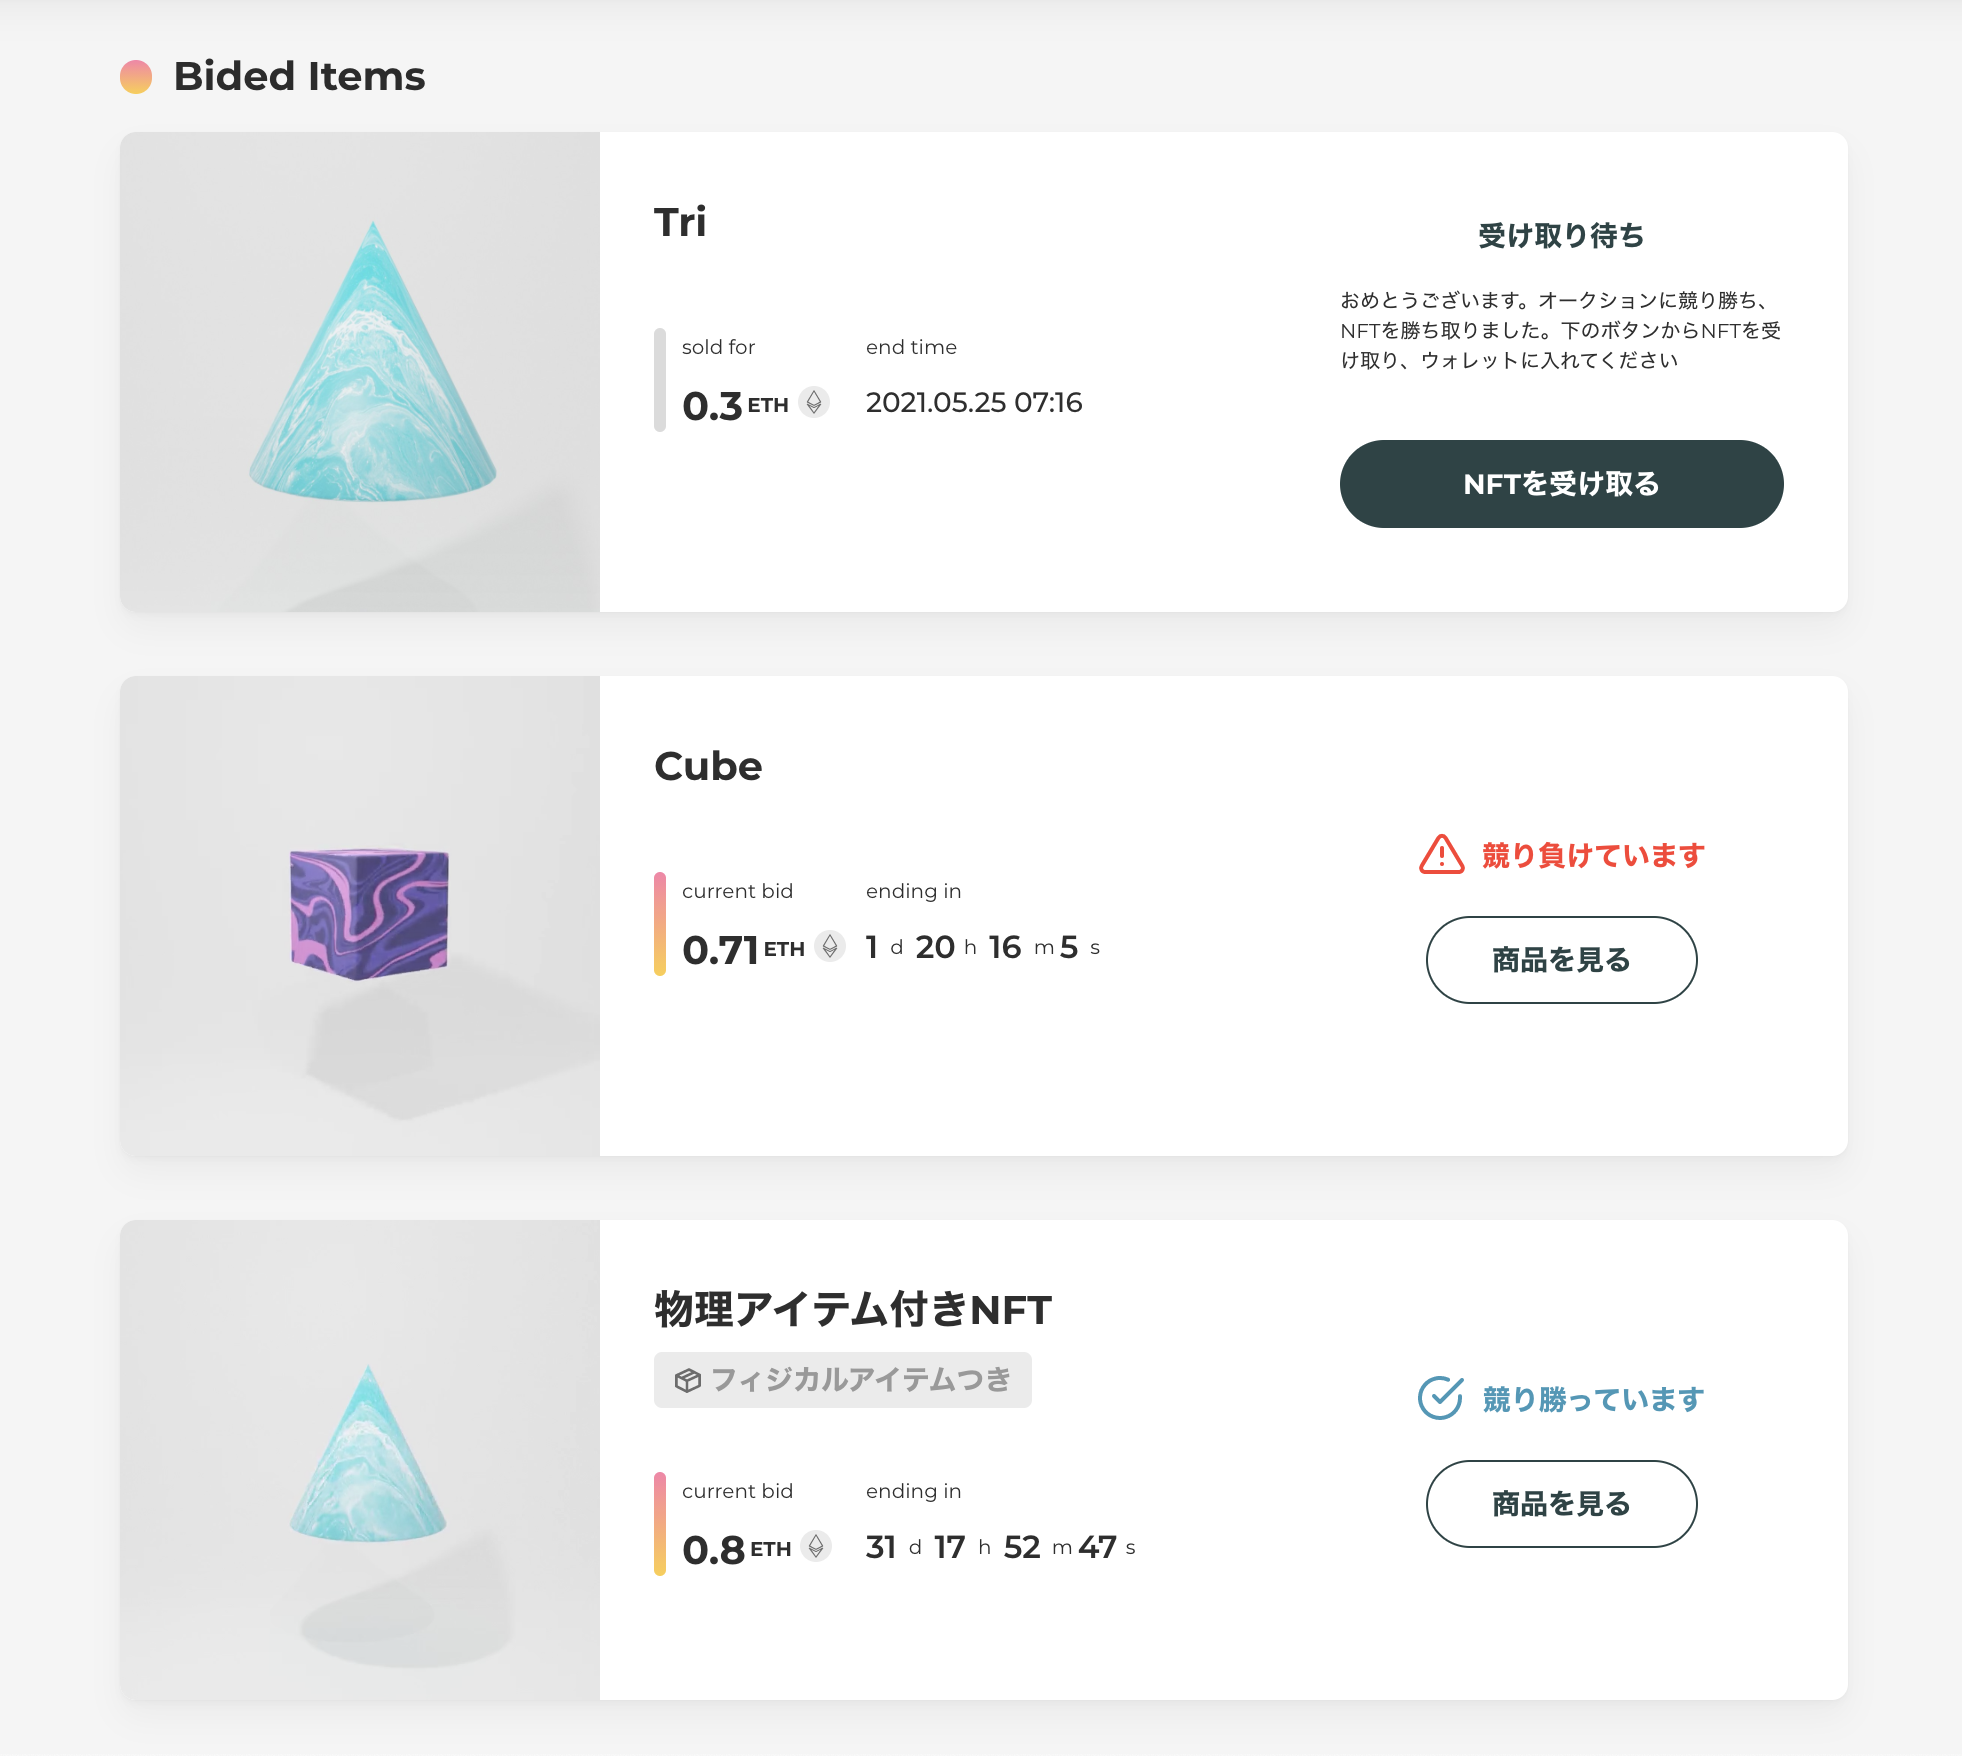 Bided Items
Tri
受け取り待ち
おめとうございます。オークションに競り勝ち、
NFTを勝ち取りました。下のボタンからNFTを受
け取り、ウォレットに入れてください
sold for
end time
0.3 ETH
2021.05.25 07:16
NFTを受け取る
Cube
競り負けています
current bid
ending in
0.71 ETH
1 d 20 h 16 m 5 s
商品を見る
物理アイテム付きNFT
フィジカルアイテムつき
競り勝っています
current bid
ending in
0.8 ETH
31 d 17 h 52 m 47 s
商品を見る